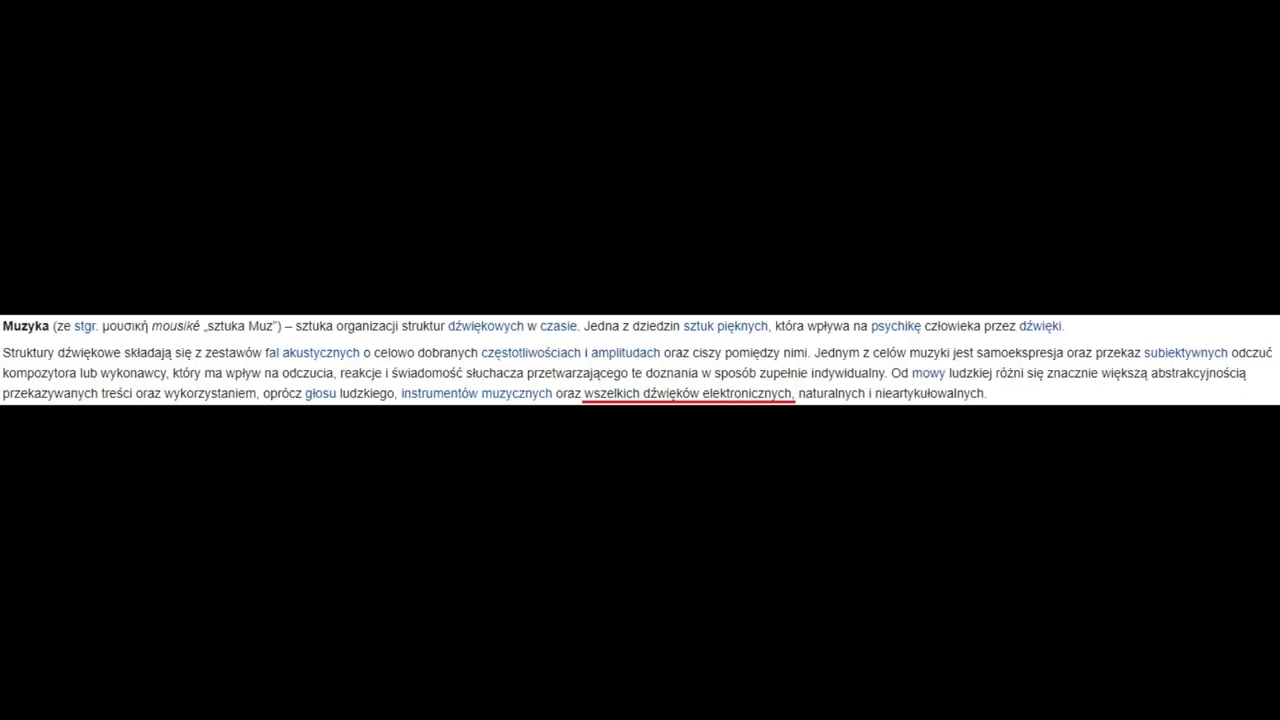 Muzyka (ze stgr. μουσική mousikḗ „sztuka Muz”) – sztuka organizacji struktur dźwiękowych w czasie. Jedna z dziedzin sztuk pięknych, która wpływa na psychikę człowieka przez dźwięki.
Struktury dźwiękowe składają się z zestawów fal akustycznych o celowo dobranych częstotliwościach i amplitudach oraz ciszy pomiędzy nimi. Jednym z celów muzyki jest samoekspresja oraz przekaz subiektywnych odczuć
kompozytora lub wykonawcy, który ma wpływ na odczucia, reakcje i świadomość słuchacza przetwarzającego te doznania w sposób zupełnie indywidualny. Od mowy ludzkiej różni się znacznie większą abstrakcyjnością
przekazywanych treści oraz wykorzystaniem, oprócz głosu ludzkiego, instrumentów muzycznych oraz wszelkich dźwięków elektronicznych, naturalnych i nieartykułowalnych.